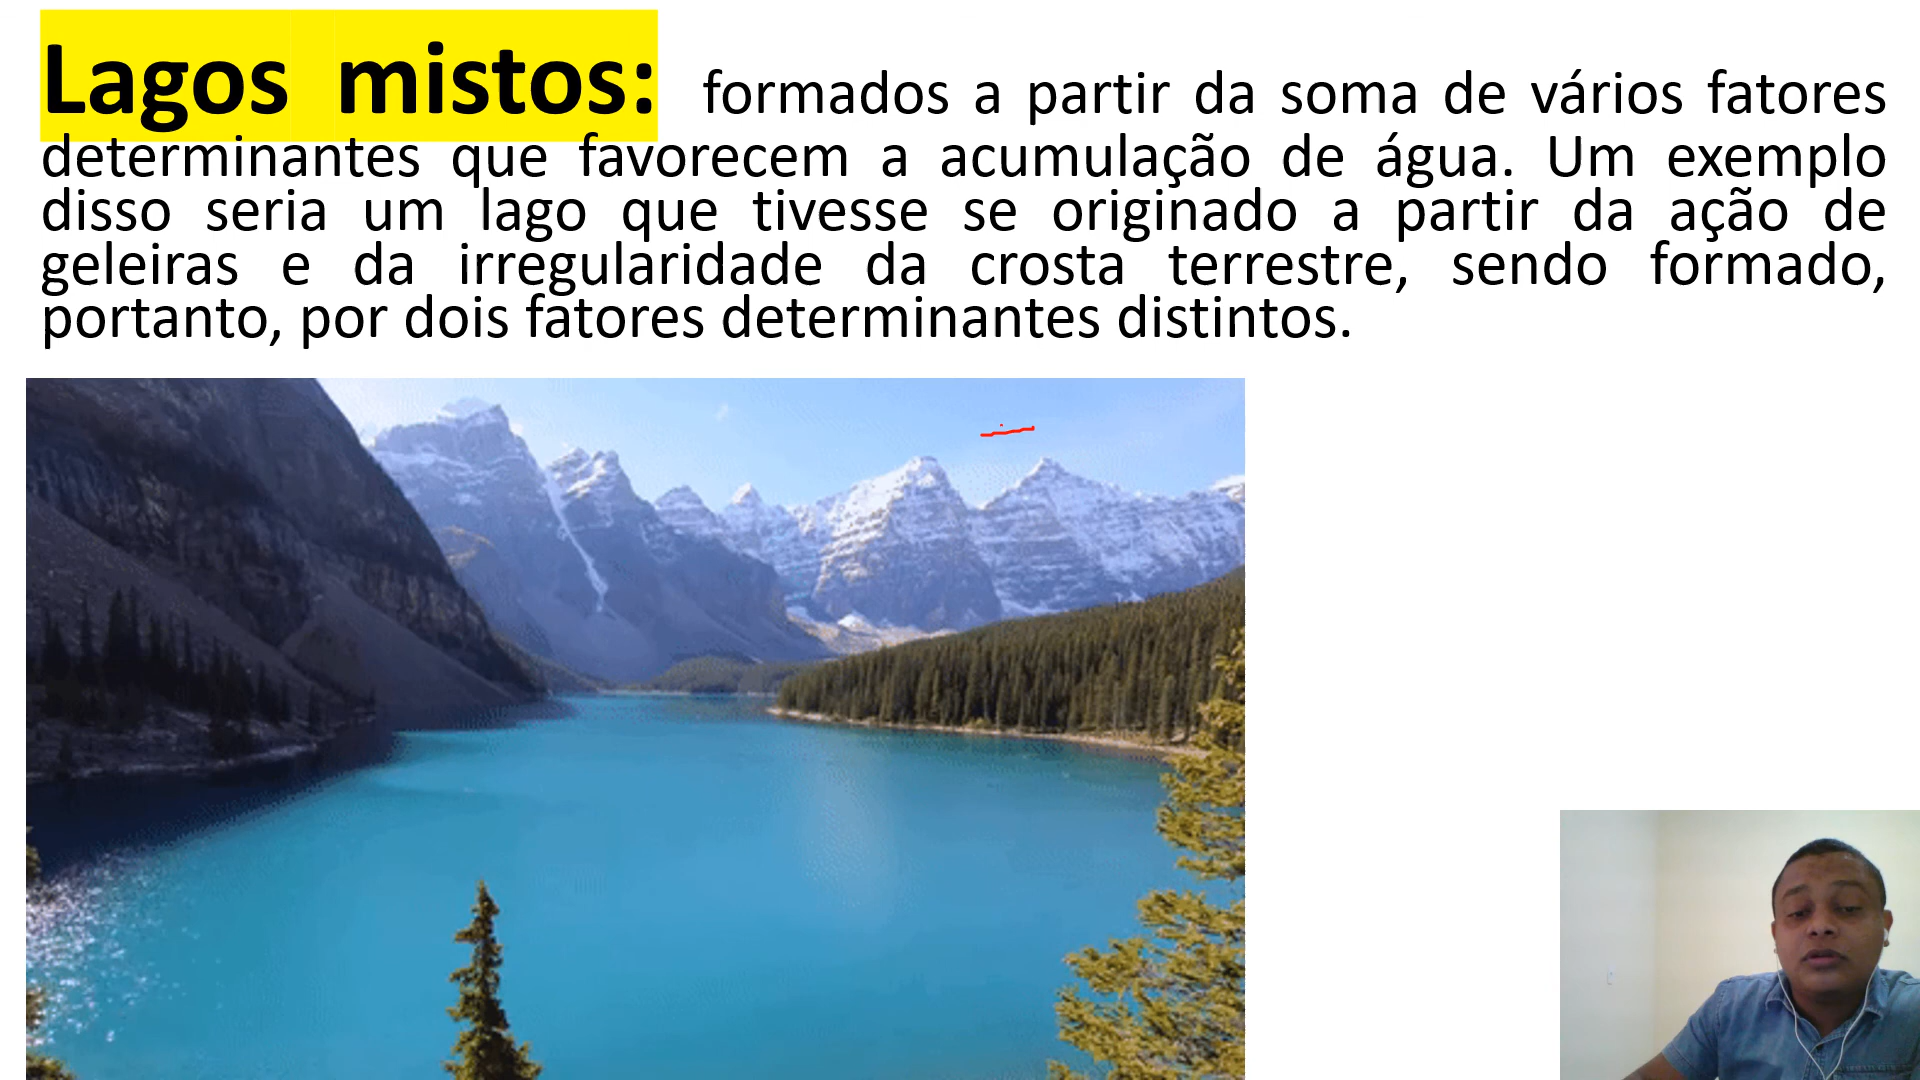 Lagos mistos: formados a partir da soma de vários fatores
determinantes que favorecem a acumulação de água. Um exemplo
disso seria um lago que tivesse se originado a partir da ação de
geleiras e da irregularidade da crosta terrestre, sendo formado,
portanto, por dois fatores determinantes distintos.